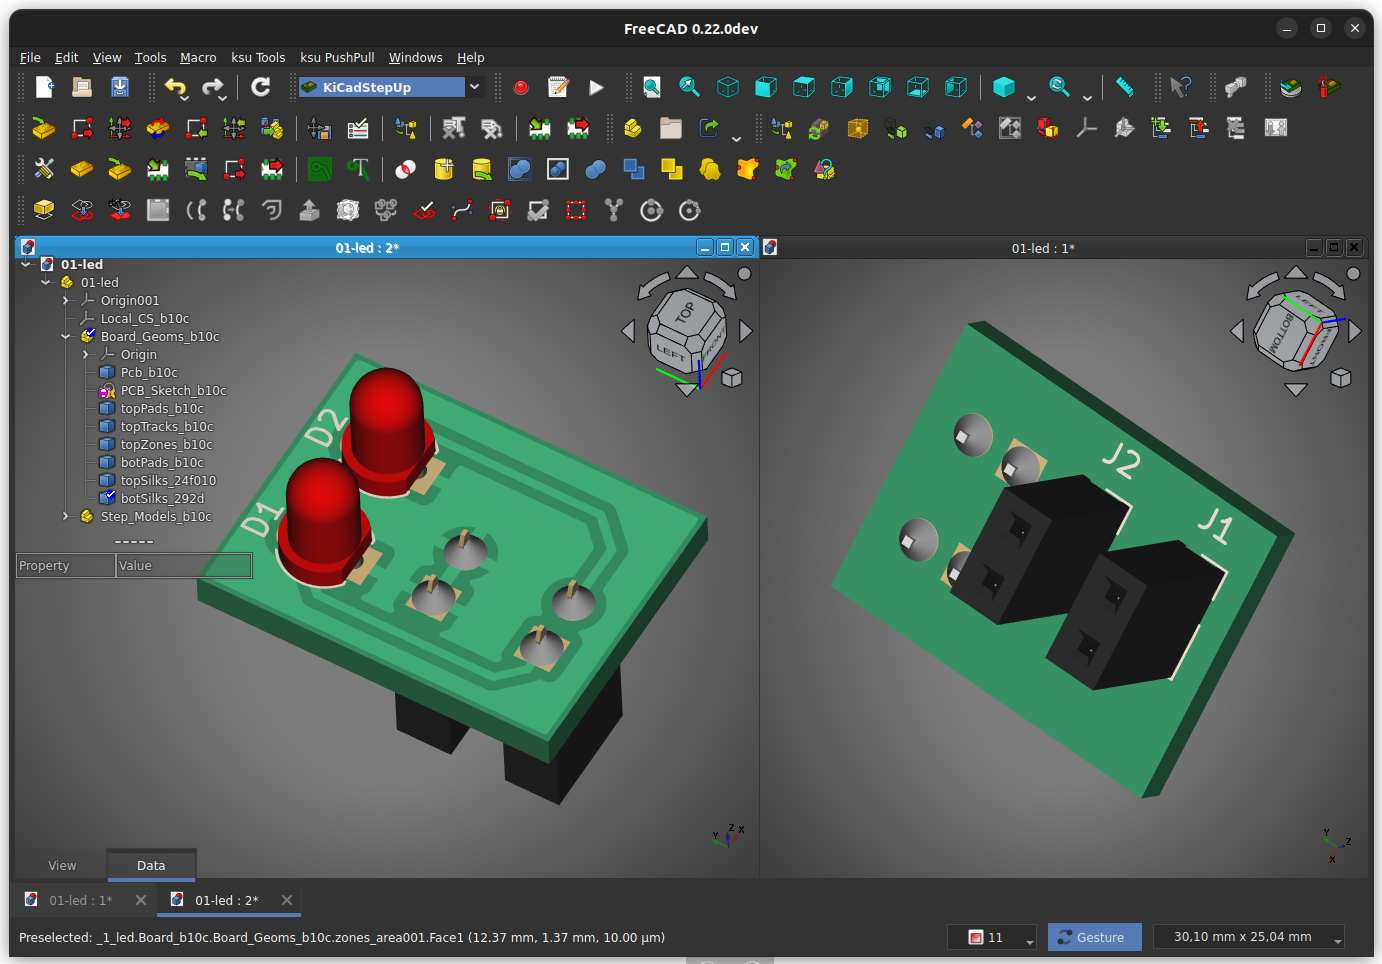 FreeCAD 0.22.0dev
File Edit View Tools Macro ksu Tools ksu PushPull Windows Help
KiCadStepUp
01-led : 2*
01-led : 1*
01-led
01-led
Origin001
Local_CS_b10c
Board_Geoms_b10c
Origin
Pcb_b10c
PCB_Sketch_b10c
topPads_b10c
topTracks_b10c
topZones_b10c
botPads_b10c
topSilks_24f010
botSilks_292d
Step_Models_b10c
Property Value
D2
D1
TOP
LEFT
FRONT
Z
Y X
J2
J1
LEFT
BOTTOM
FRONT
Y
Z
X
View Data
01-led : 1* 01-led : 2*
Preselected: _1_led.Board_b10c.Board_Geoms_b10c.zones_area001.Face1 (12.37 mm, 1.37 mm, 10.00 µm)
11 Gesture 30,10 mm x 25,04 mm